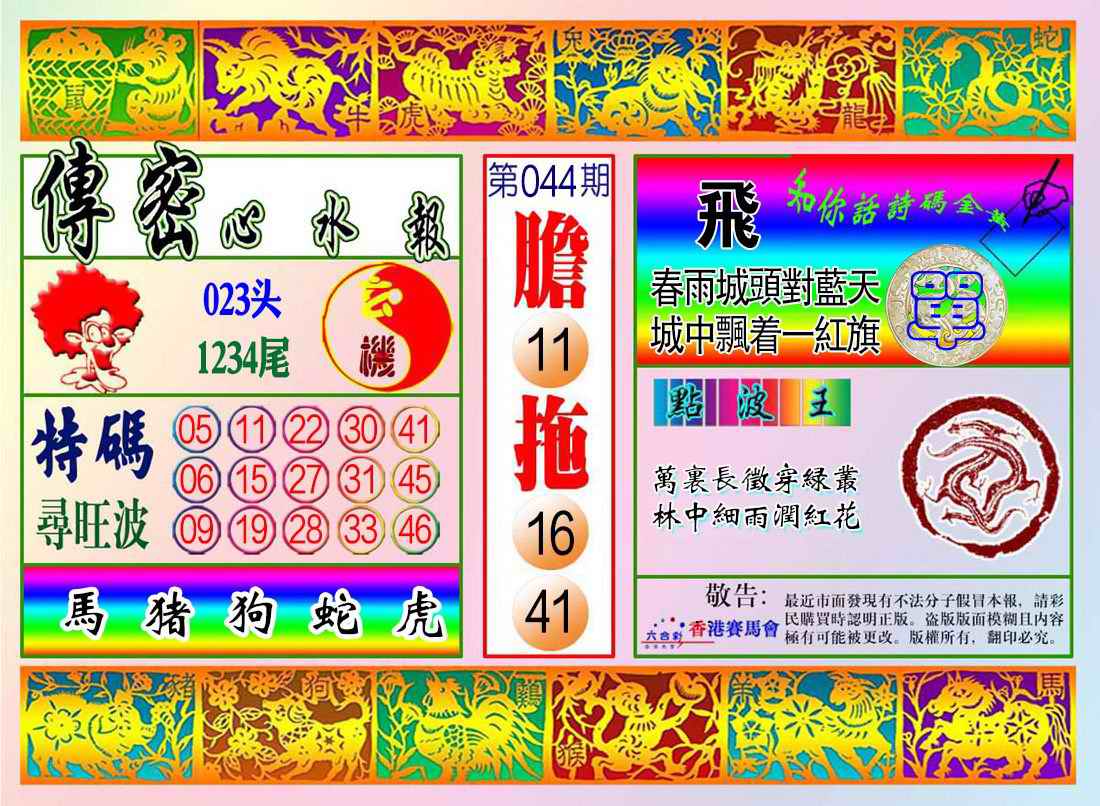 鼠 牛 虎 兔 龍 蛇
傳密心水報
023头
1234尾
玄機
特碼
尋旺波
05 11 22 30 41
06 15 27 31 45
09 19 28 33 46
馬 猪 狗 蛇 虎
第044期
膽
11
拖
16
41
飛
和你話詩碼金
春雨城頭對藍天
城中飄着一紅旗
點波王
萬裏長徵穿緑叢
林中細雨潤紅花
敬告:
最近市面發現有不法分子假冒本報，請彩
民購買時認明正版。盗版版面模糊且内容
極有可能被更改。版權所有，翻印必究。
六合彩
香港賽馬會
豬 狗 鷄 猴 羊 馬